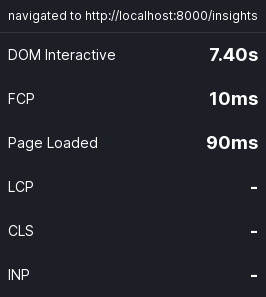 navigated to http://localhost:8000/insights
DOM Interactive 7.40s
FCP 10ms
Page Loaded 90ms
LCP -
CLS -
INP -